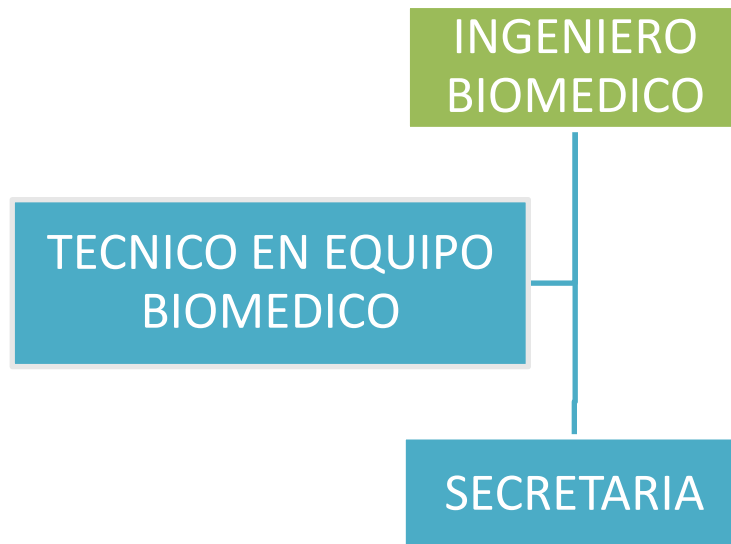 INGENIERO
BIOMEDICO
TECNICO EN EQUIPO
BIOMEDICO
SECRETARIA